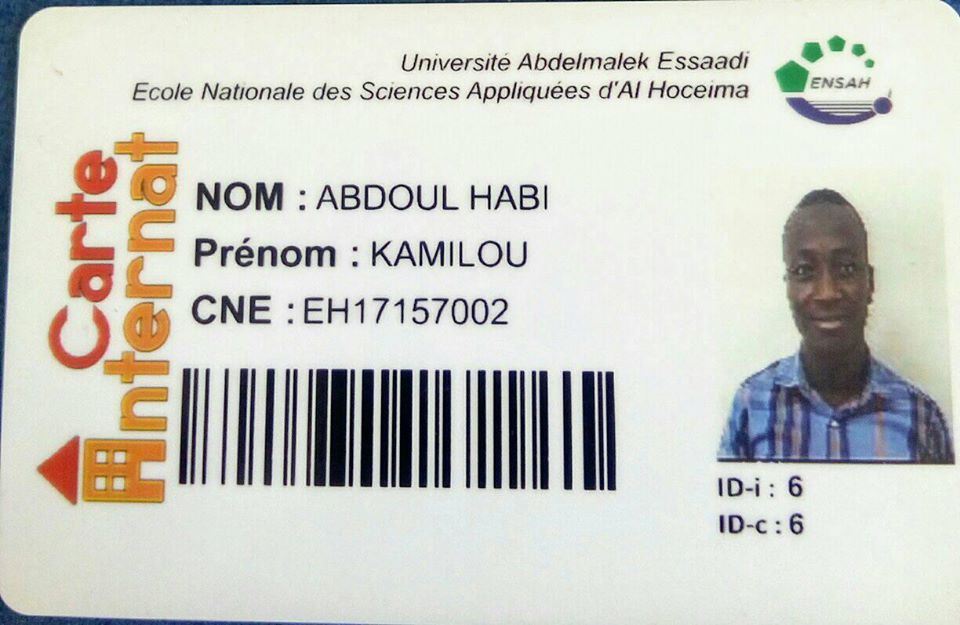 Université Abdelmalek Essaadi
Ecole Nationale des Sciences Appliquées d'Al Hoceima
ENSAH
Carte
Internat
NOM : ABDOUL HABI
Prénom : KAMILOU
CNE : EH17157002
ID-i : 6
ID-c : 6